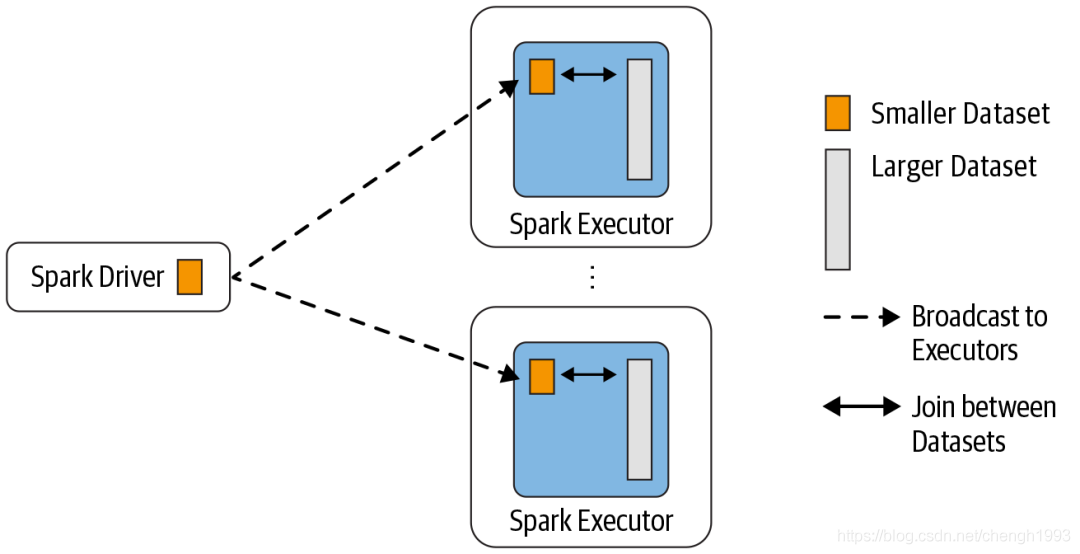 Spark Driver
Spark Executor
⋮
Spark Executor
Smaller Dataset
Larger Dataset
Broadcast to
Executors
Join between
Datasets
https://blog.csdn.net/chengh1993